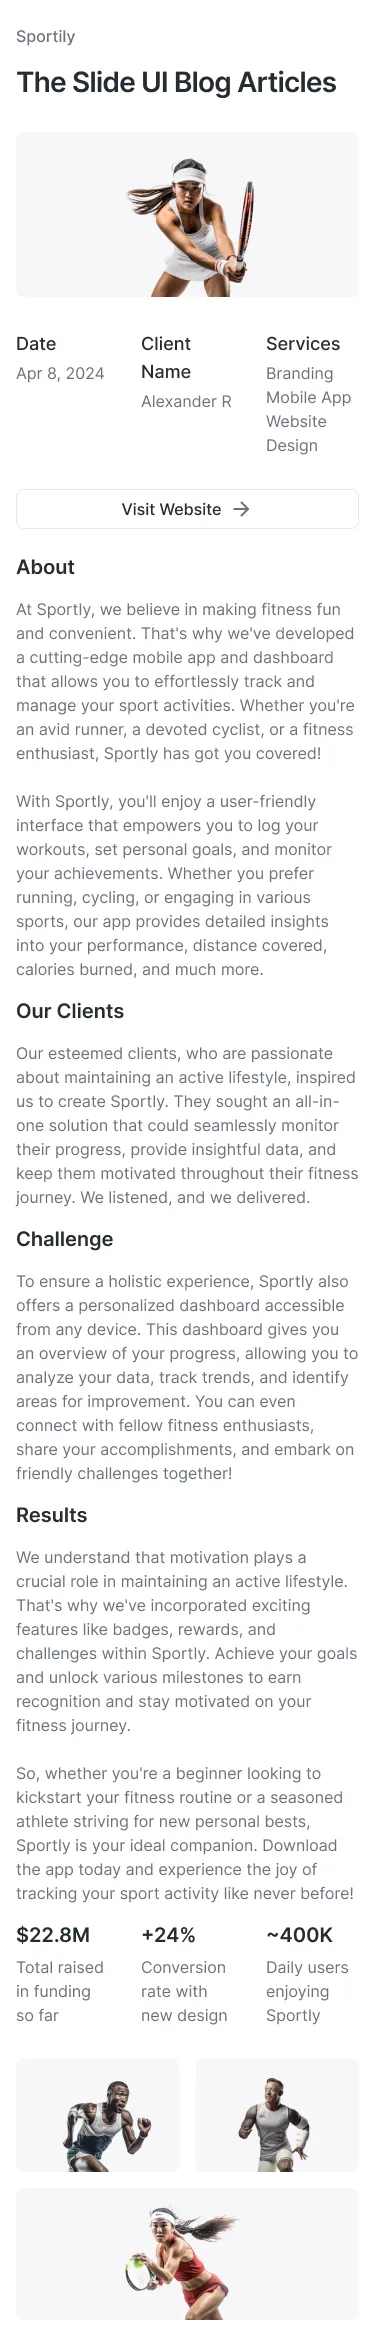 Sportily
The Slide UI Blog Articles
Date
Apr 8, 2024
Client
Name
Alexander R
Services
Branding
Mobile App
Website
Design
Visit Website
About
At Sportly, we believe in making fitness fun
and convenient. That's why we've developed
a cutting-edge mobile app and dashboard
that allows you to effortlessly track and
manage your sport activities. Whether you're
an avid runner, a devoted cyclist, or a fitness
enthusiast, Sportly has got you covered!
With Sportly, you'll enjoy a user-friendly
interface that empowers you to log your
workouts, set personal goals, and monitor
your achievements. Whether you prefer
running, cycling, or engaging in various
sports, our app provides detailed insights
into your performance, distance covered,
calories burned, and much more.
Our Clients
Our esteemed clients, who are passionate
about maintaining an active lifestyle, inspired
us to create Sportly. They sought an all-in-
one solution that could seamlessly monitor
their progress, provide insightful data, and
keep them motivated throughout their fitness
journey. We listened, and we delivered.
Challenge
To ensure a holistic experience, Sportly also
offers a personalized dashboard accessible
from any device. This dashboard gives you
an overview of your progress, allowing you to
analyze your data, track trends, and identify
areas for improvement. You can even
connect with fellow fitness enthusiasts,
share your accomplishments, and embark on
friendly challenges together!
Results
We understand that motivation plays a
crucial role in maintaining an active lifestyle.
That's why we've incorporated exciting
features like badges, rewards, and
challenges within Sportly. Achieve your goals
and unlock various milestones to earn
recognition and stay motivated on your
fitness journey.
So, whether you're a beginner looking to
kickstart your fitness routine or a seasoned
athlete striving for new personal bests,
Sportly is your ideal companion. Download
the app today and experience the joy of
tracking your sport activity like never before!
$22.8M
Total raised
in funding
so far
+24%
Conversion
rate with
new design
~400K
Daily users
enjoying
Sportly